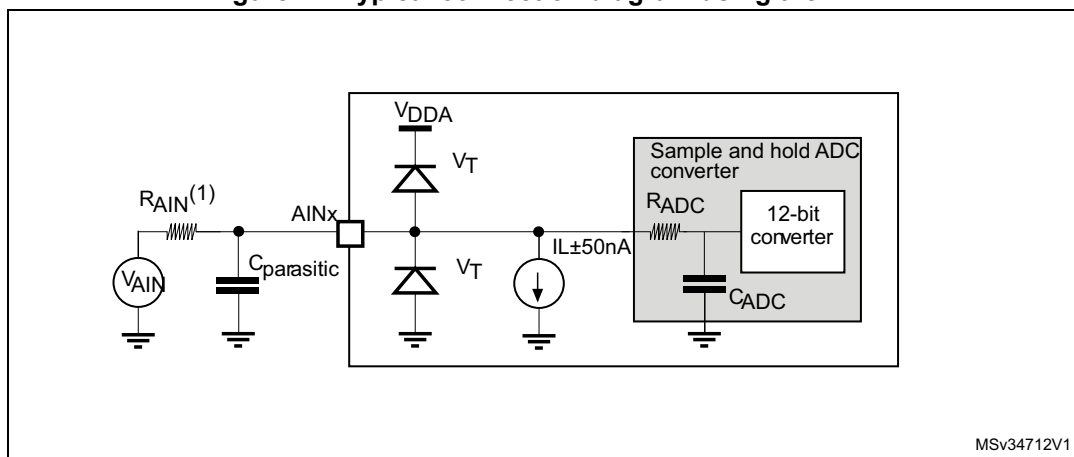 VDDA
VT
Sample and hold ADC
converter
RAIN(1)
AINx
RADC
12-bit
converter
IL±50nA
VAIN
Cparasitic
VT
CADC
MSv34712V1